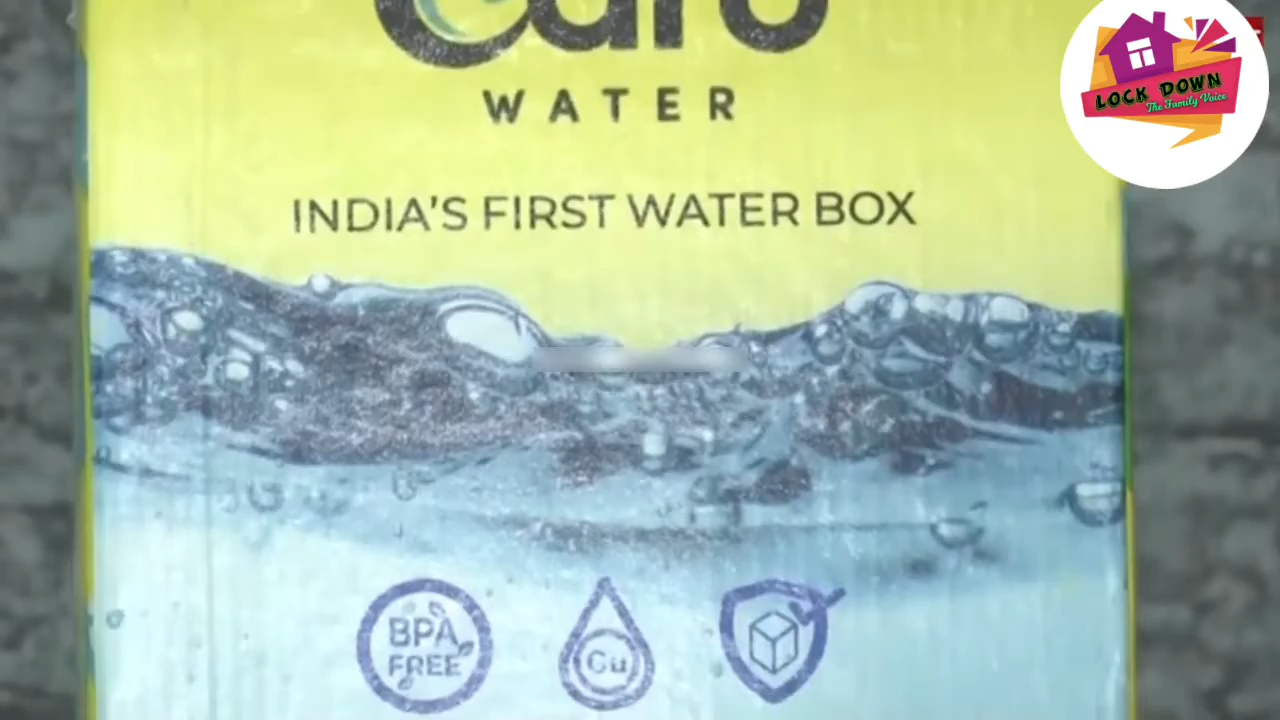 WATER
LOCK DOWN
The Family Voice
INDIA'S FIRST WATER BOX
BPA
FREE
Cu